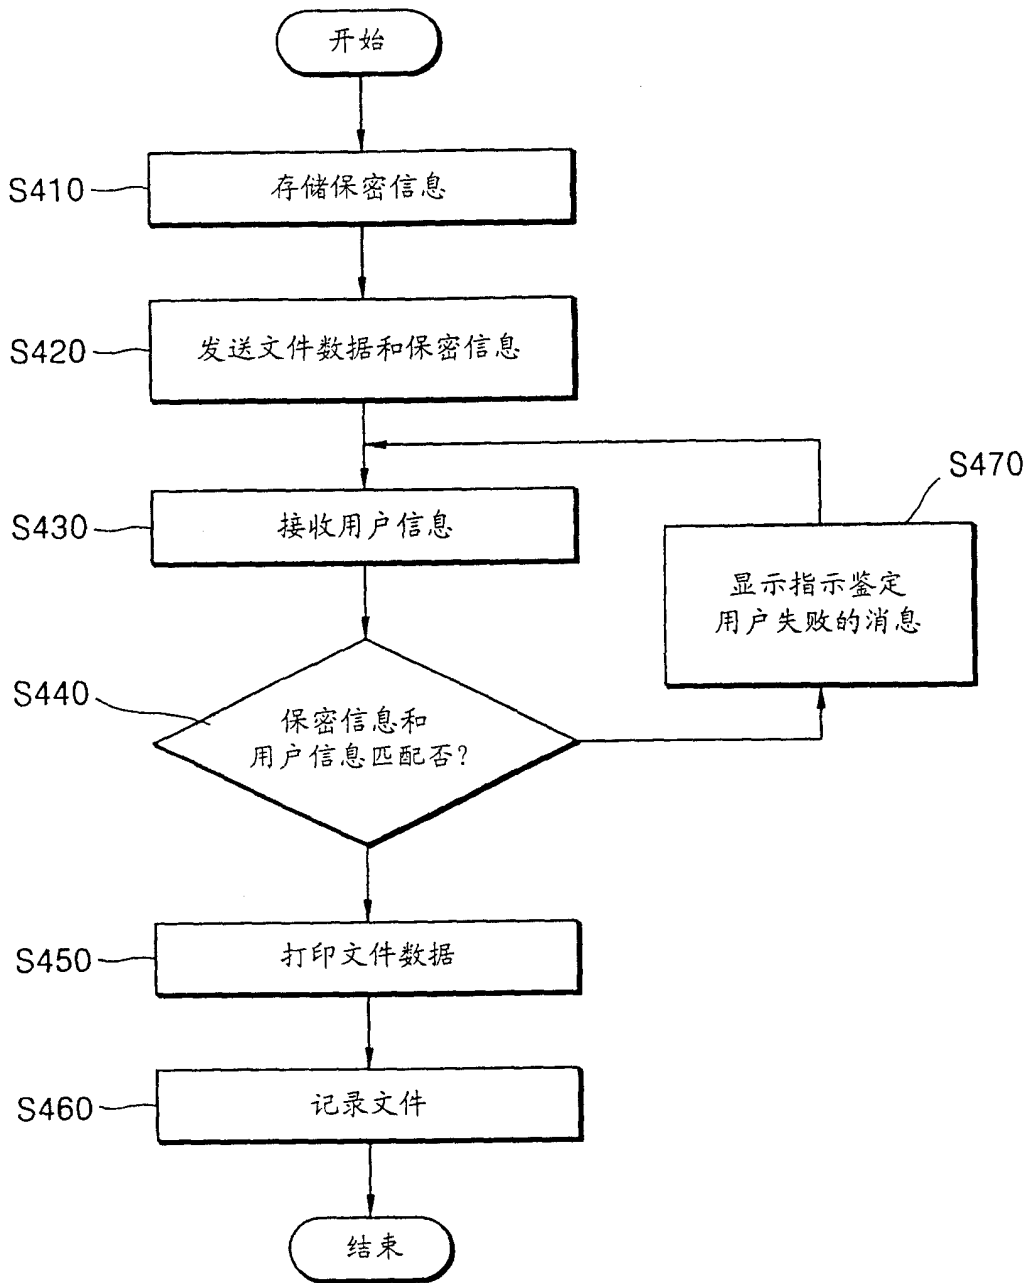 开始
S410
存储保密信息
S420
发送文件数据和保密信息
S470
S430
接收用户信息
显示指示鉴定
用户失败的消息
S440
保密信息和
用户信息匹配否?
S450
打印文件数据
S460
记录文件
结束